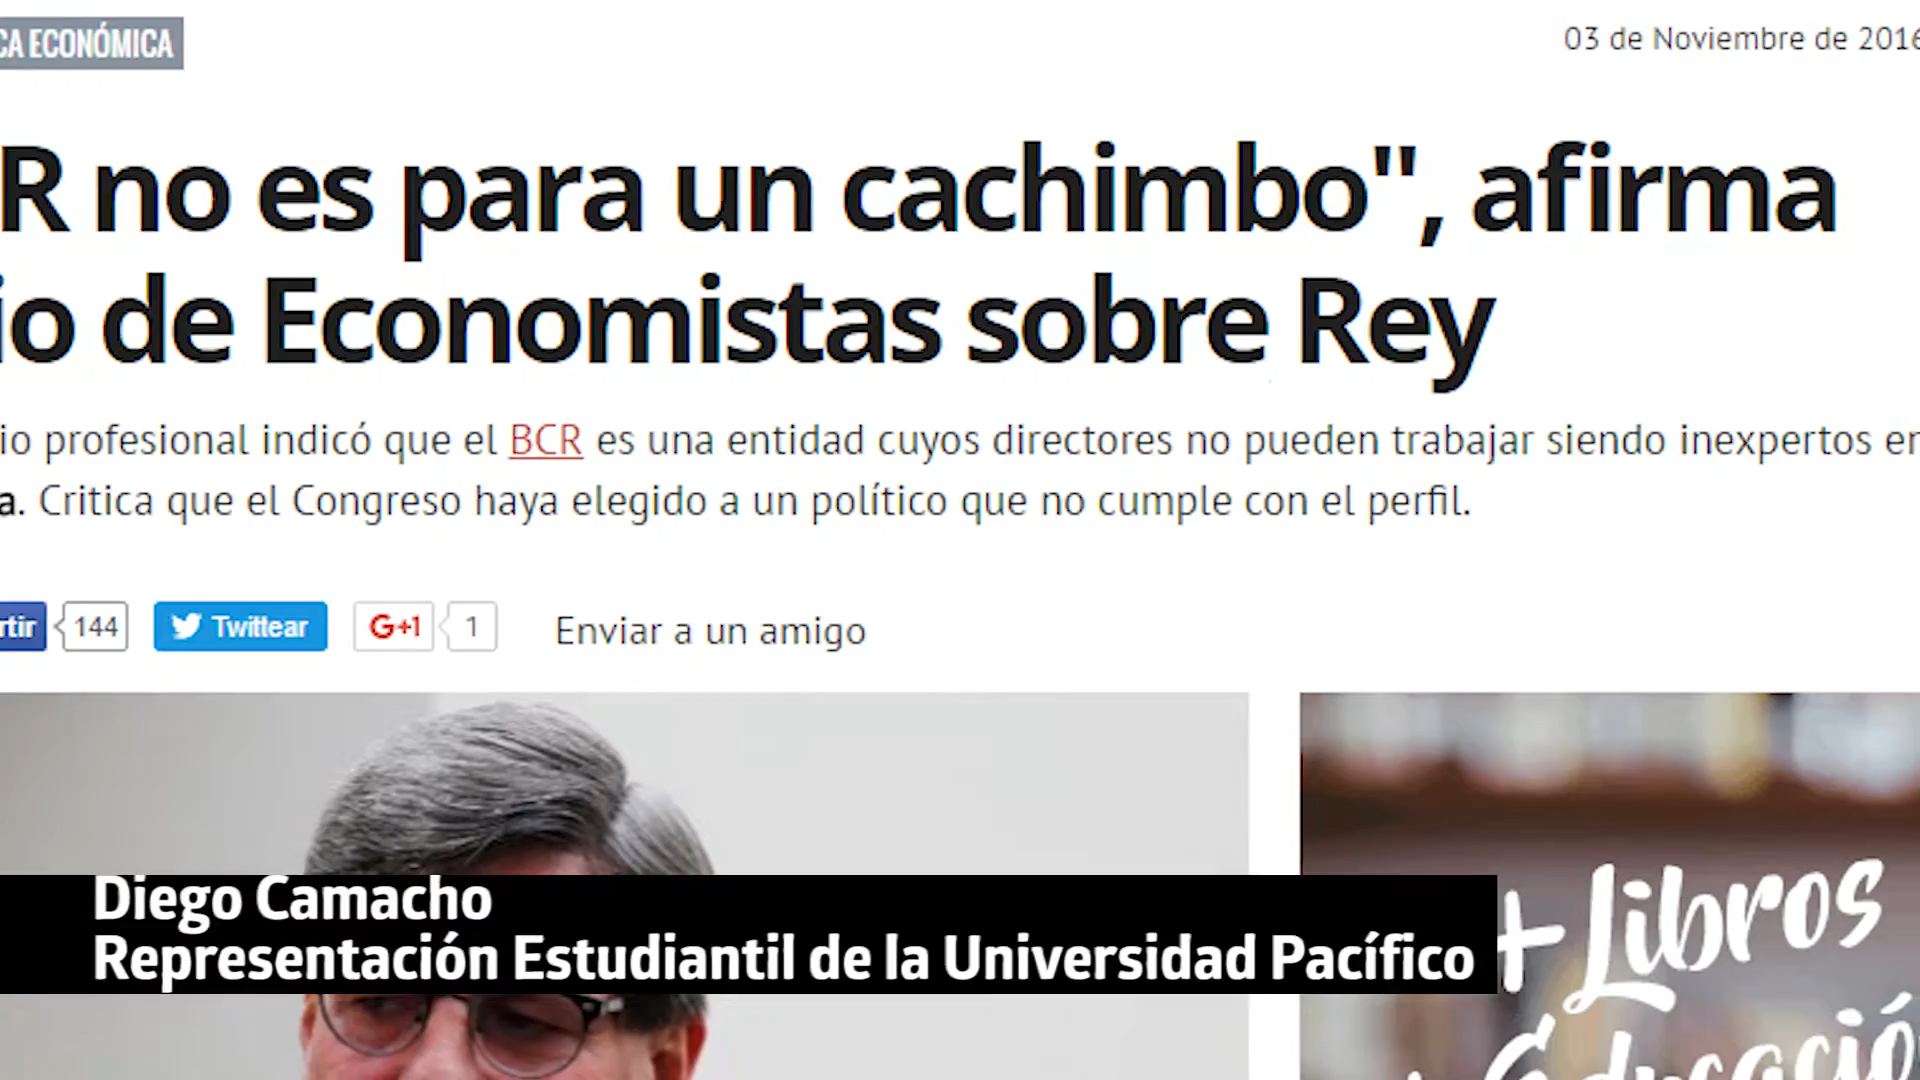 CA ECONÓMICA
03 de Noviembre de 2016
R no es para un cachimbo", afirma
io de Economistas sobre Rey
io profesional indicó que el BCR es una entidad cuyos directores no pueden trabajar siendo inexpertos en
a. Critica que el Congreso haya elegido a un político que no cumple con el perfil.
rtir 144 Twittear G+1 1 Enviar a un amigo
Diego Camacho
Representación Estudiantil de la Universidad Pacífico
+ Libros
Educació